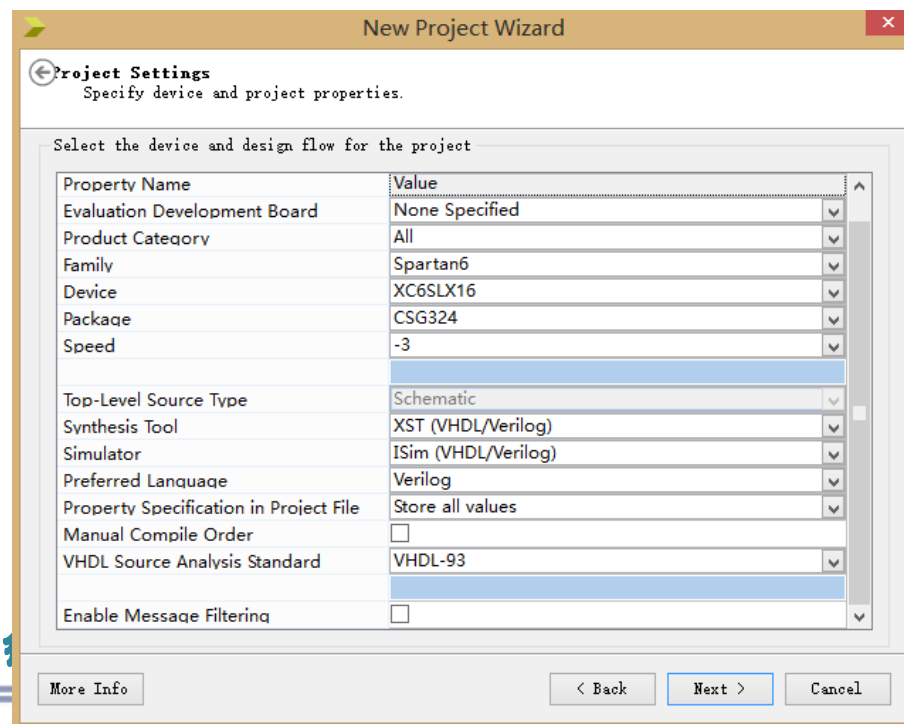 New Project Wizard
Project Settings
Specify device and project properties.
Select the device and design flow for the project
Property Name Value
Evaluation Development Board None Specified
Product Category All
Family Spartan6
Device XC6SLX16
Package CSG324
Speed -3
Top-Level Source Type Schematic
Synthesis Tool XST (VHDL/Verilog)
Simulator ISim (VHDL/Verilog)
Preferred Language Verilog
Property Specification in Project File Store all values
Manual Compile Order
VHDL Source Analysis Standard VHDL-93
Enable Message Filtering
More Info < Back Next > Cancel